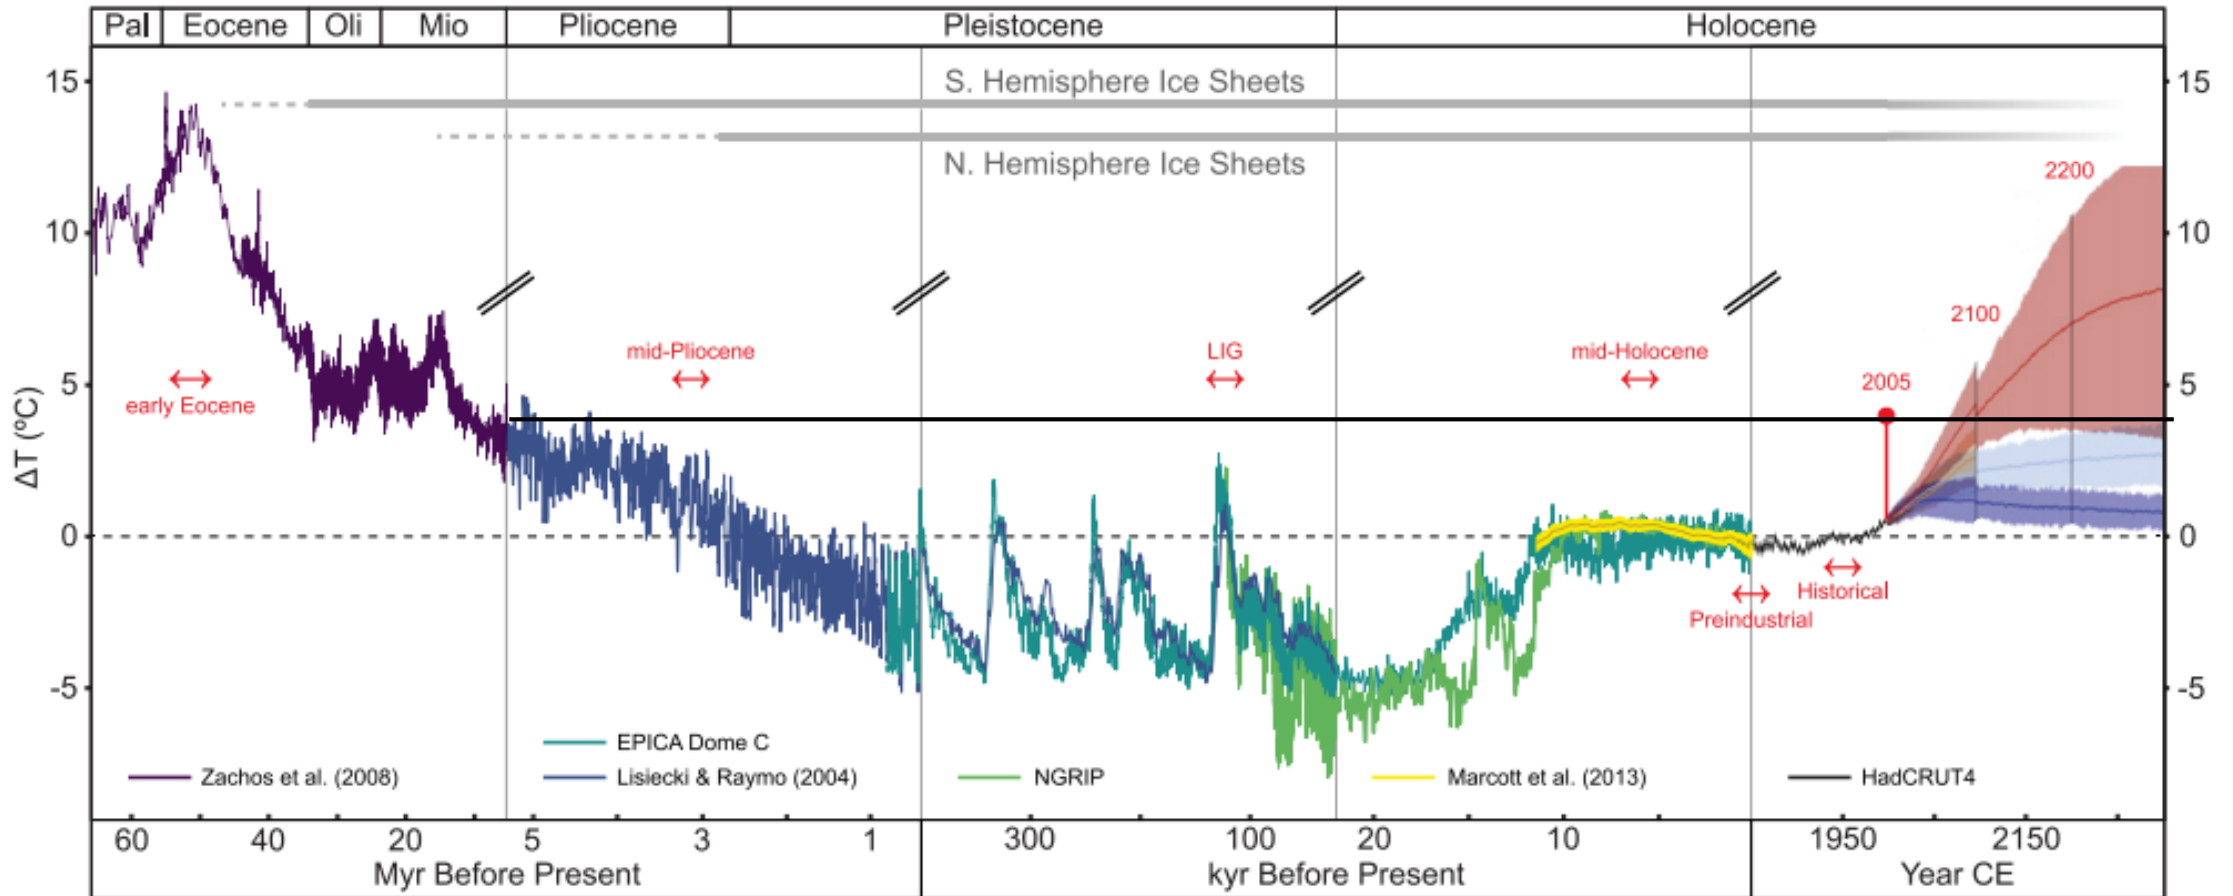 Pal Eocene Oli Mio Pliocene Pleistocene Holocene
15 S. Hemisphere Ice Sheets 15
N. Hemisphere Ice Sheets
2200
10 10
2100
mid-Pliocene LIG mid-Holocene
5 2005 5
early Eocene
ΔT (ºC)
0 0
Historical
Preindustrial
-5 -5
EPICA Dome C
Zachos et al. (2008) Lisiecki & Raymo (2004) NGRIP Marcott et al. (2013) HadCRUT4
60 40 20 5 3 1 300 100 20 10 1950 2150
Myr Before Present kyr Before Present Year CE